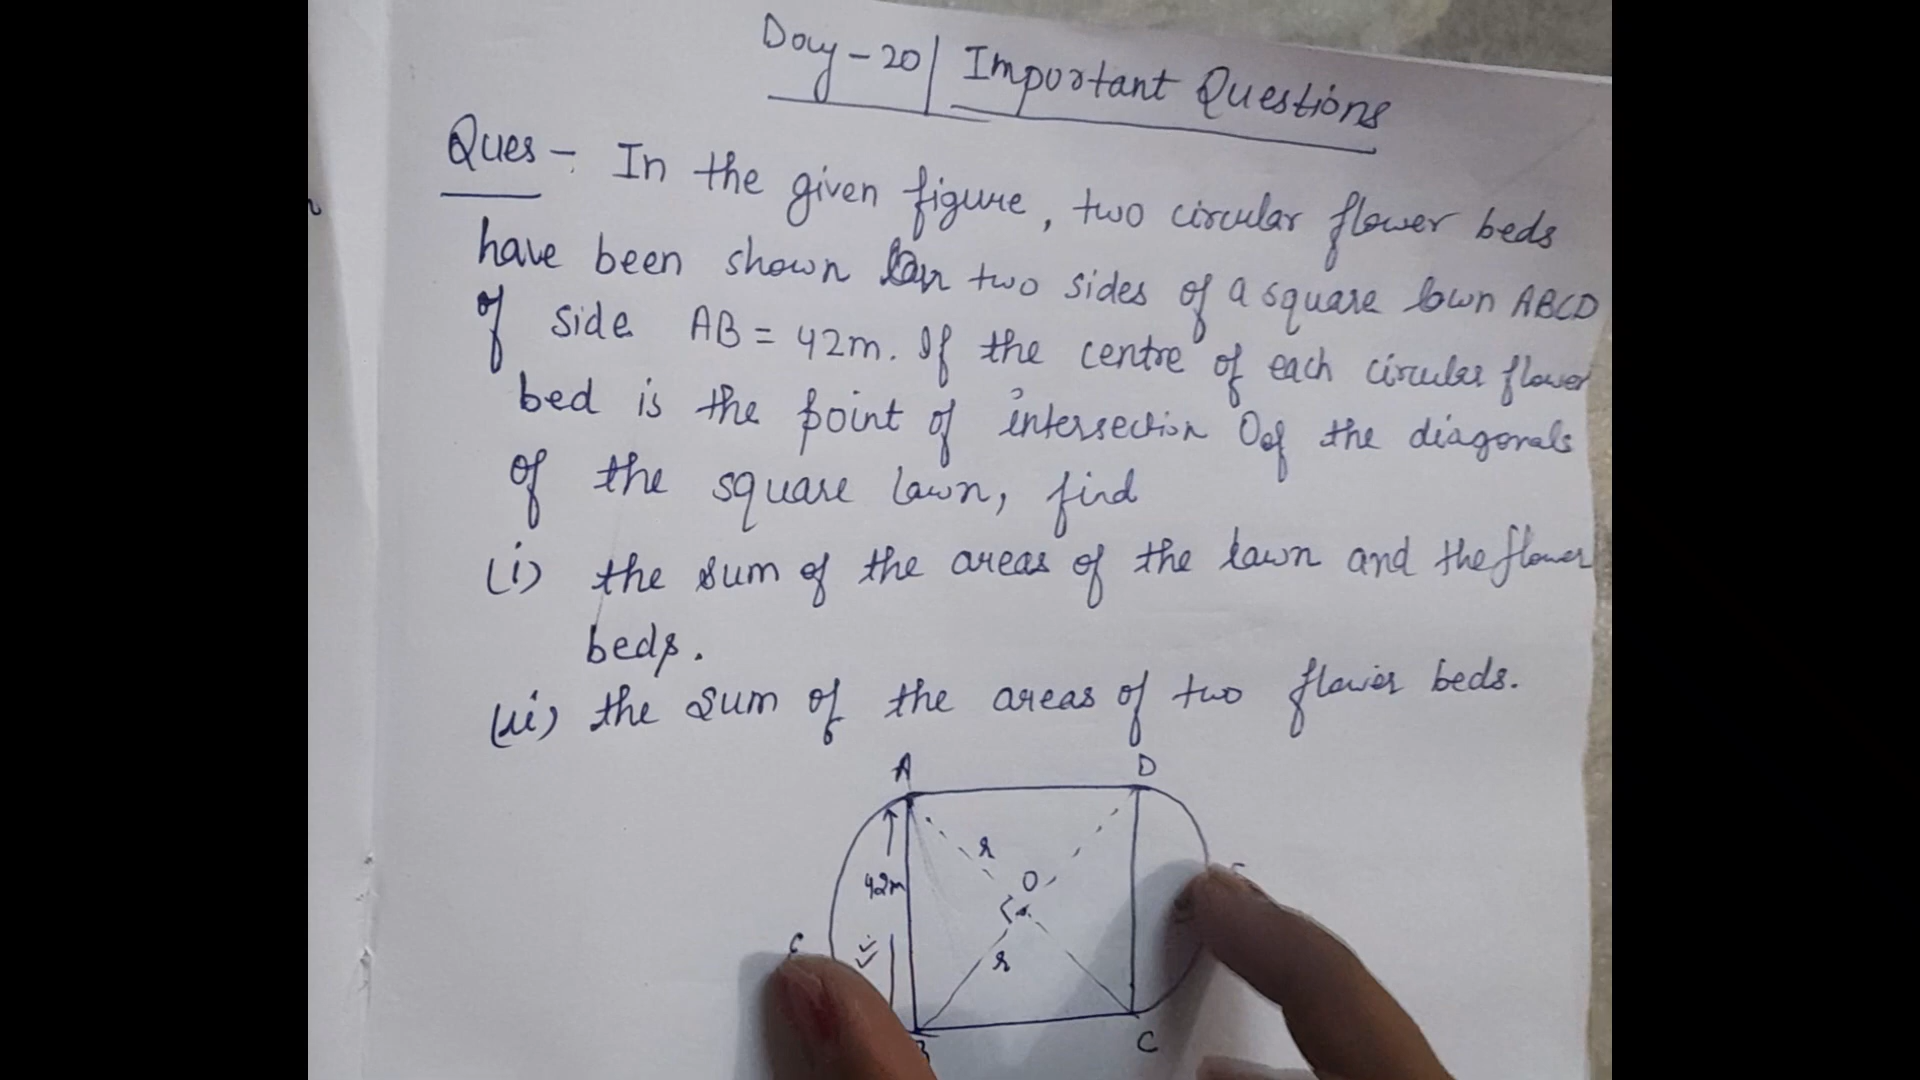 Day-20 | Important Questions
Ques - In the given figure, two circular flower beds
have been shown on two sides of a square lawn ABCD
of side AB = 42m. If the centre of each circular flower
bed is the point of intersection O of the diagonals
of the square lawn, find
(i) the sum of the areas of the lawn and the flower
beds.
(ii) the sum of the areas of two flower beds.
A D
r
42m O
r
B C